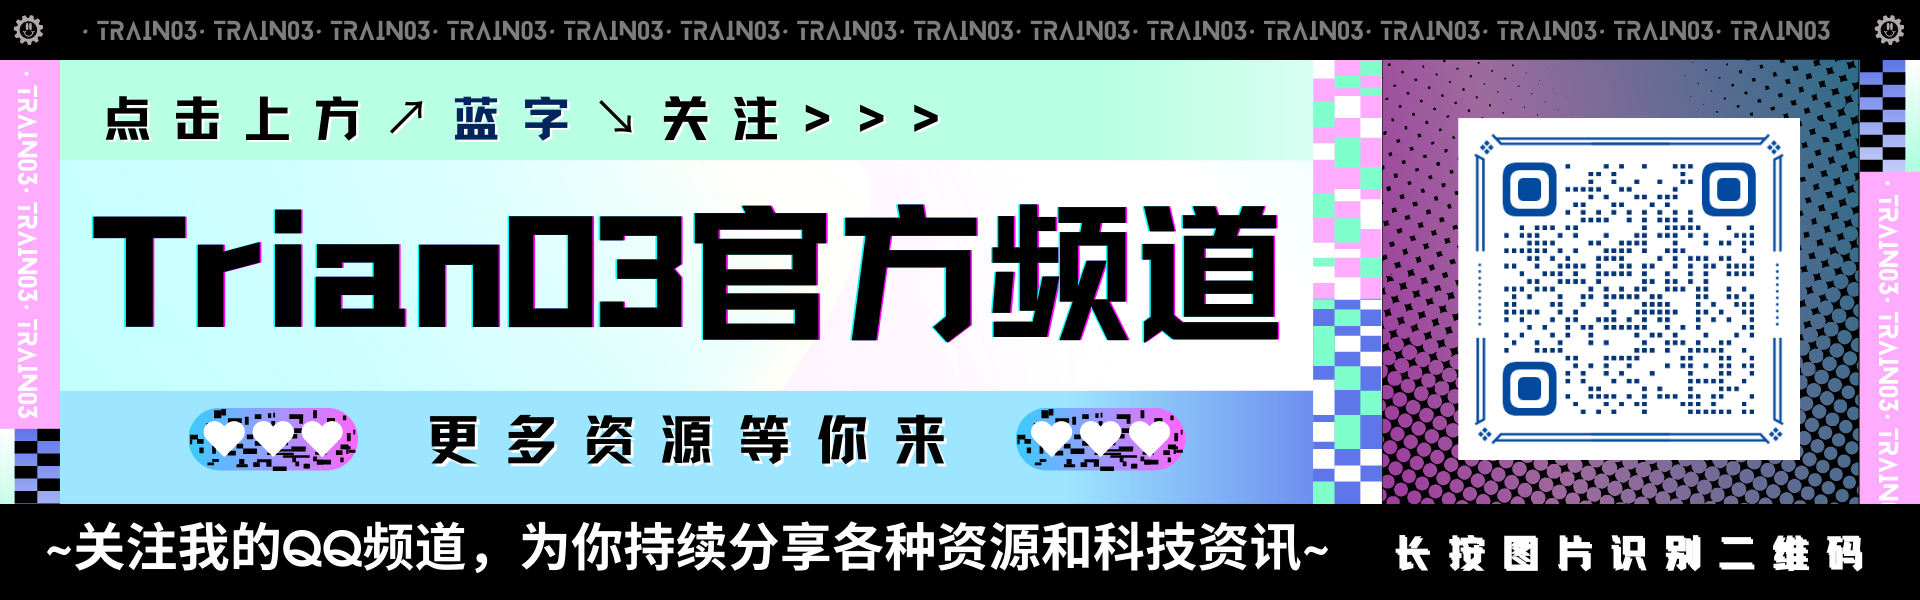 · TRAIN03· TRAIN03· TRAIN03· TRAIN03· TRAIN03· TRAIN03· TRAIN03· TRAIN03· TRAIN03· TRAIN03· TRAIN03· TRAIN03· TRAIN03· TRAIN03· TRAIN03
· TRAIN03· TRAIN03· TRAIN03
点击上方↗蓝字↘关注>>>
Trian03官方频道
更多资源等你来
· TRAIN03· TRAIN03· TRAIN
~关注我的QQ频道，为你持续分享各种资源和科技资讯~
长按图片识别二维码